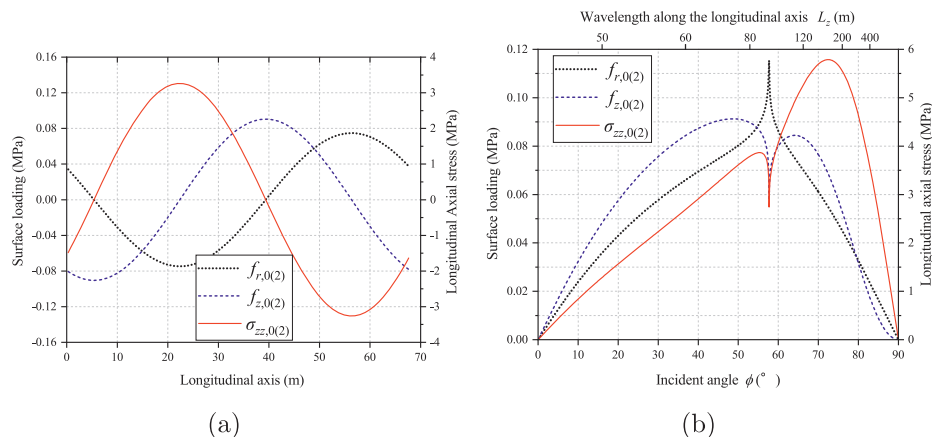 Surface loading (MPa)
0.16
0.12
0.08
0.04
0.00
-0.04
-0.08
-0.12
-0.16
4
3
2
1
0
-1
-2
-3
-4
Longitudinal Axial stress (MPa)
f_{r,0(2)}
f_{z,0(2)}
σ_{zz,0(2)}
0 10 20 30 40 50 60 70
Longitudinal axis (m)
(a)
Wavelength along the longitudinal axis L_z (m)
50 60 80 120 200 400
Surface loading (MPa)
0.12
0.10
0.08
0.06
0.04
0.02
0.00
6
5
4
3
2
1
0
Longitudinal axial stress (MPa)
f_{r,0(2)}
f_{z,0(2)}
σ_{zz,0(2)}
0 10 20 30 40 50 60 70 80 90
Incident angle ϕ(°)
(b)